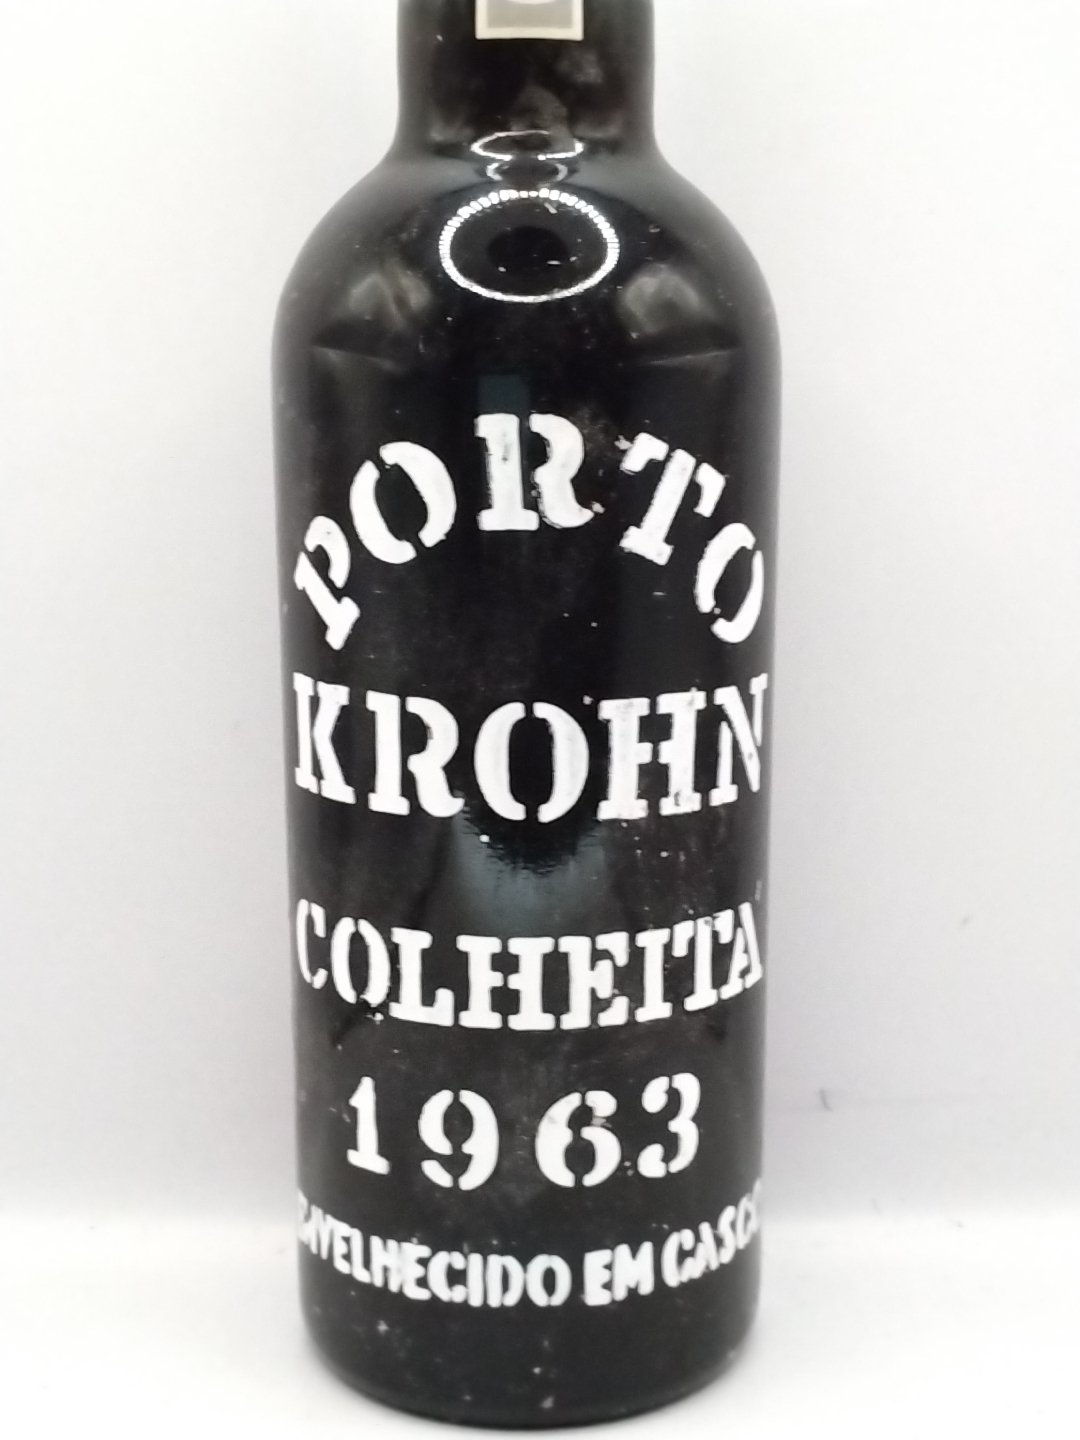 PORTO
KROHN
COLHEITA
1963
ENVELHECIDO EM CASCO